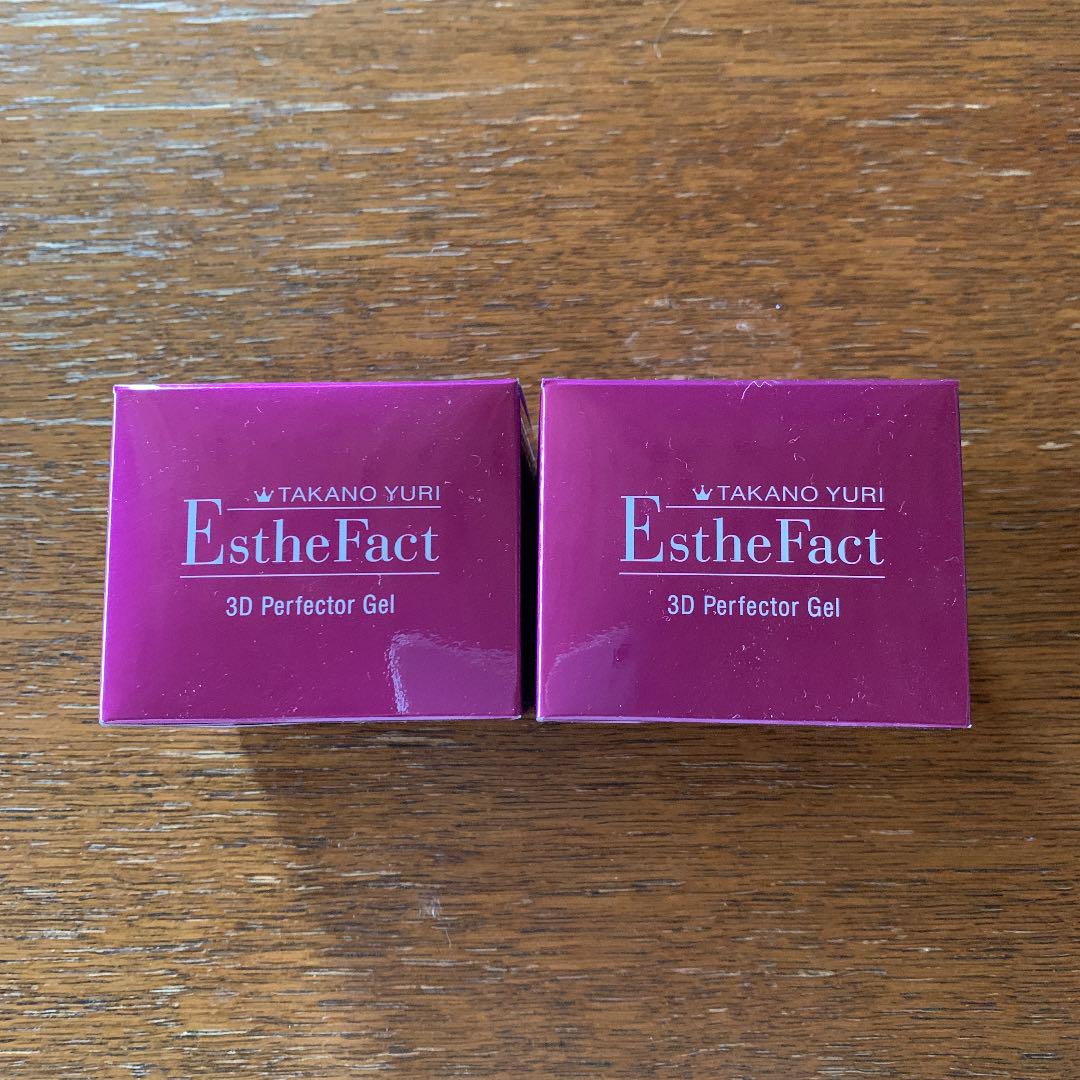 TAKANO YURI
EstheFact
3D Perfector Gel
TAKANO YURI
EstheFact
3D Perfector Gel